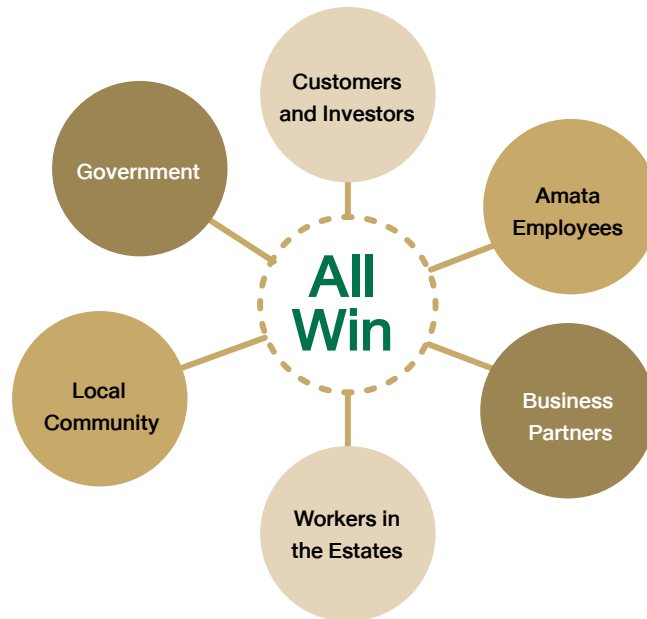 Customers
and Investors
Government
Amata
Employees
All
Win
Local
Community
Business
Partners
Workers in
the Estates